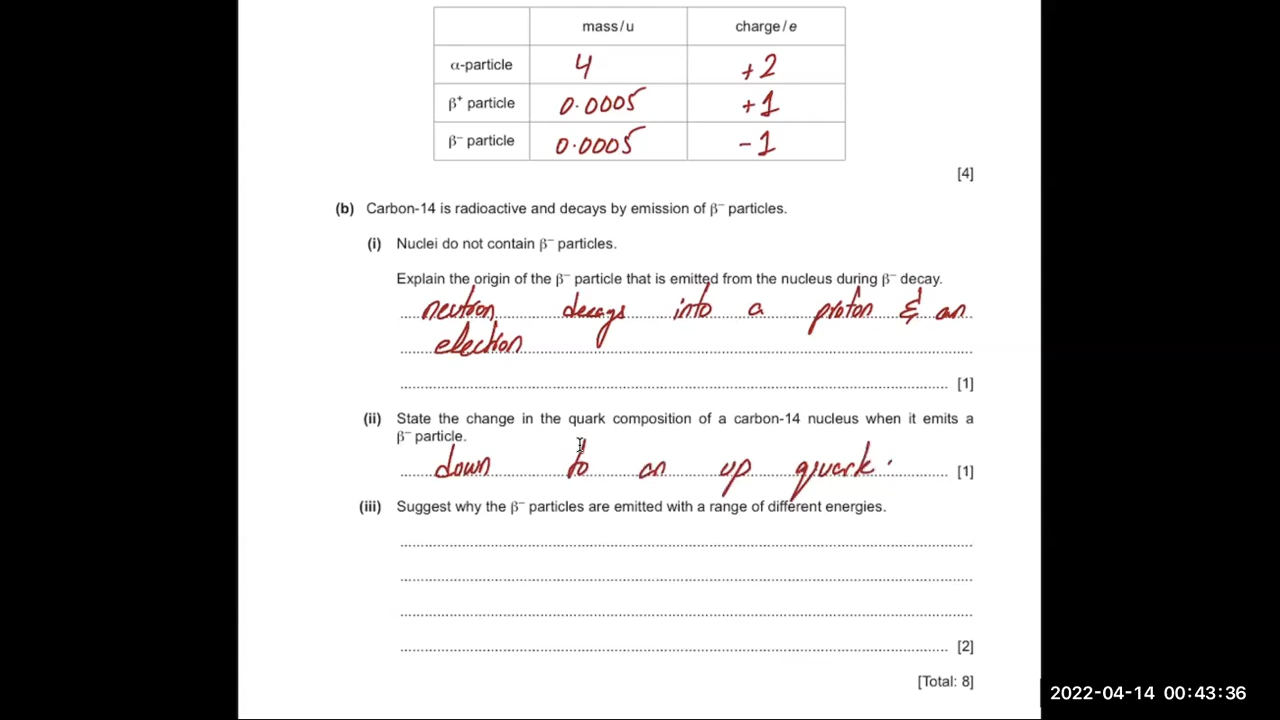 mass/u charge/e
α-particle 4 +2
β⁺ particle 0.0005 +1
β⁻ particle 0.0005 -1
[4]
(b) Carbon-14 is radioactive and decays by emission of β⁻ particles.
(i) Nuclei do not contain β⁻ particles.
Explain the origin of the β⁻ particle that is emitted from the nucleus during β⁻ decay.
neutron decays into a proton & an
electron
[1]
(ii) State the change in the quark composition of a carbon-14 nucleus when it emits a
β⁻ particle.
down to an up quark. [1]
(iii) Suggest why the β⁻ particles are emitted with a range of different energies.
[2]
[Total: 8]
2022-04-14 00:43:36